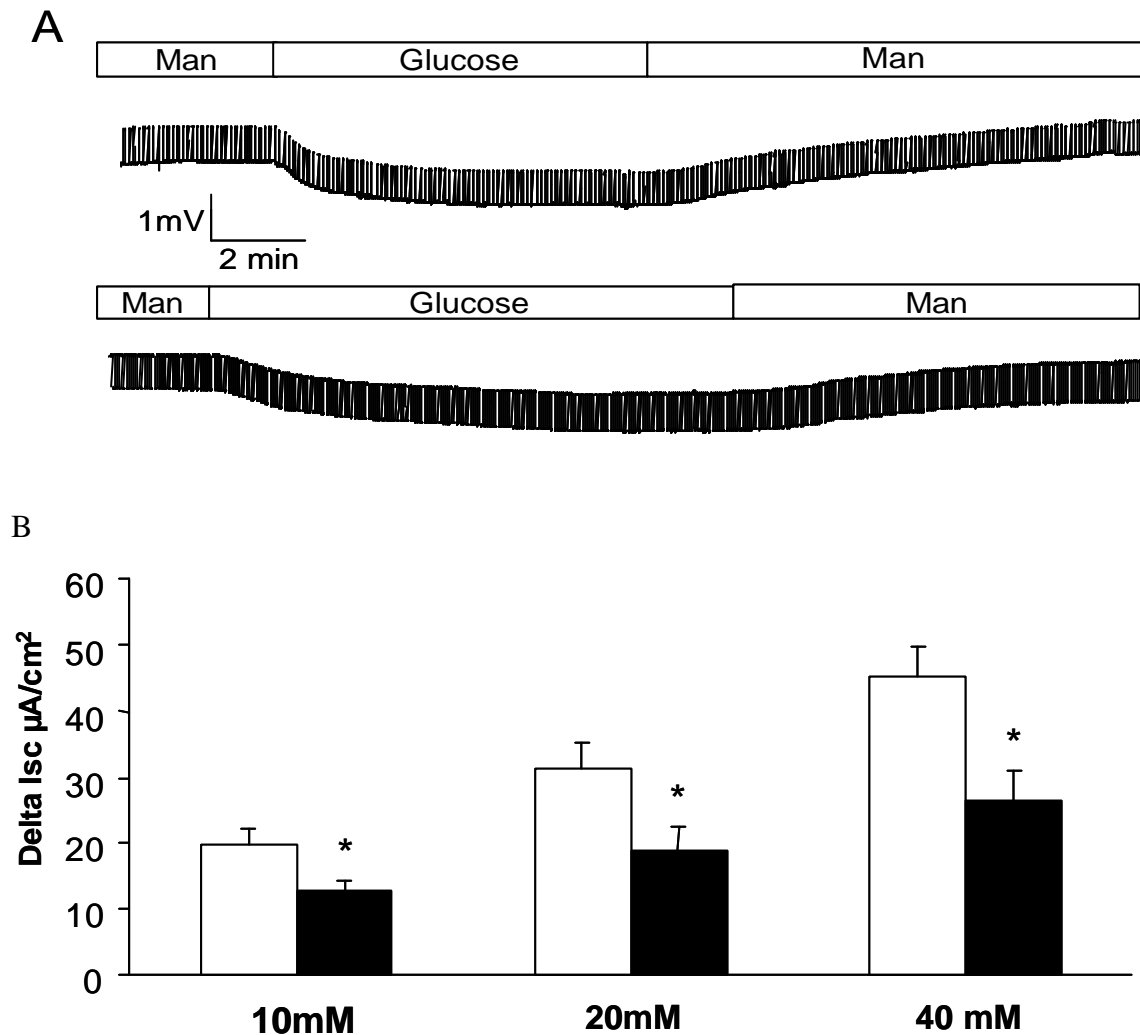 A
Man Glucose Man
1mV
2 min
Man Glucose Man
B
60
50
40
30
20
10
0
Delta Isc µA/cm²
* * *
10mM 20mM 40 mM